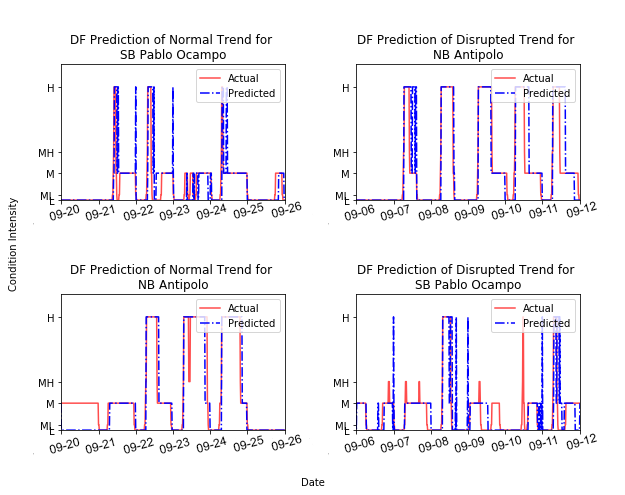 DF Prediction of Normal Trend for
SB Pablo Ocampo
Actual
Predicted
H
MH
M
ML
L
09-20
09-21
09-22
09-23
09-24
09-25
09-26
DF Prediction of Disrupted Trend for
NB Antipolo
Actual
Predicted
H
MH
M
ML
L
09-06
09-07
09-08
09-09
09-10
09-11
09-12
Condition Intensity
DF Prediction of Normal Trend for
NB Antipolo
Actual
Predicted
H
MH
M
ML
L
09-20
09-21
09-22
09-23
09-24
09-25
09-26
DF Prediction of Disrupted Trend for
SB Pablo Ocampo
Actual
Predicted
H
MH
M
ML
L
09-06
09-07
09-08
09-09
09-10
09-11
09-12
Date